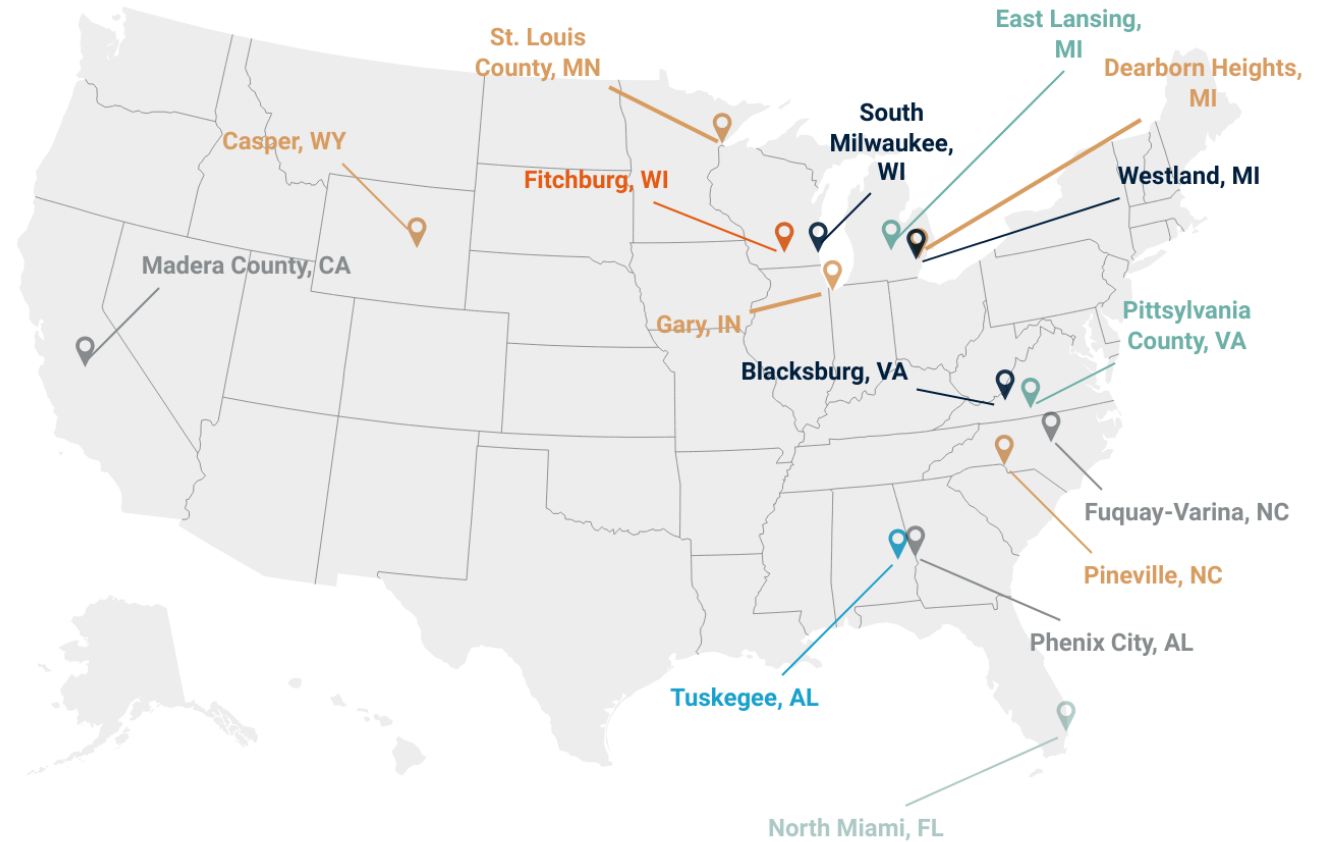 East Lansing,
MI
St. Louis
County, MN
Dearborn Heights,
MI
South
Milwaukee,
WI
Casper, WY
Fitchburg, WI
Westland, MI
Madera County, CA
Pittsylvania
County, VA
Gary, IN
Blacksburg, VA
Fuquay-Varina, NC
Pineville, NC
Phenix City, AL
Tuskegee, AL
North Miami, FL